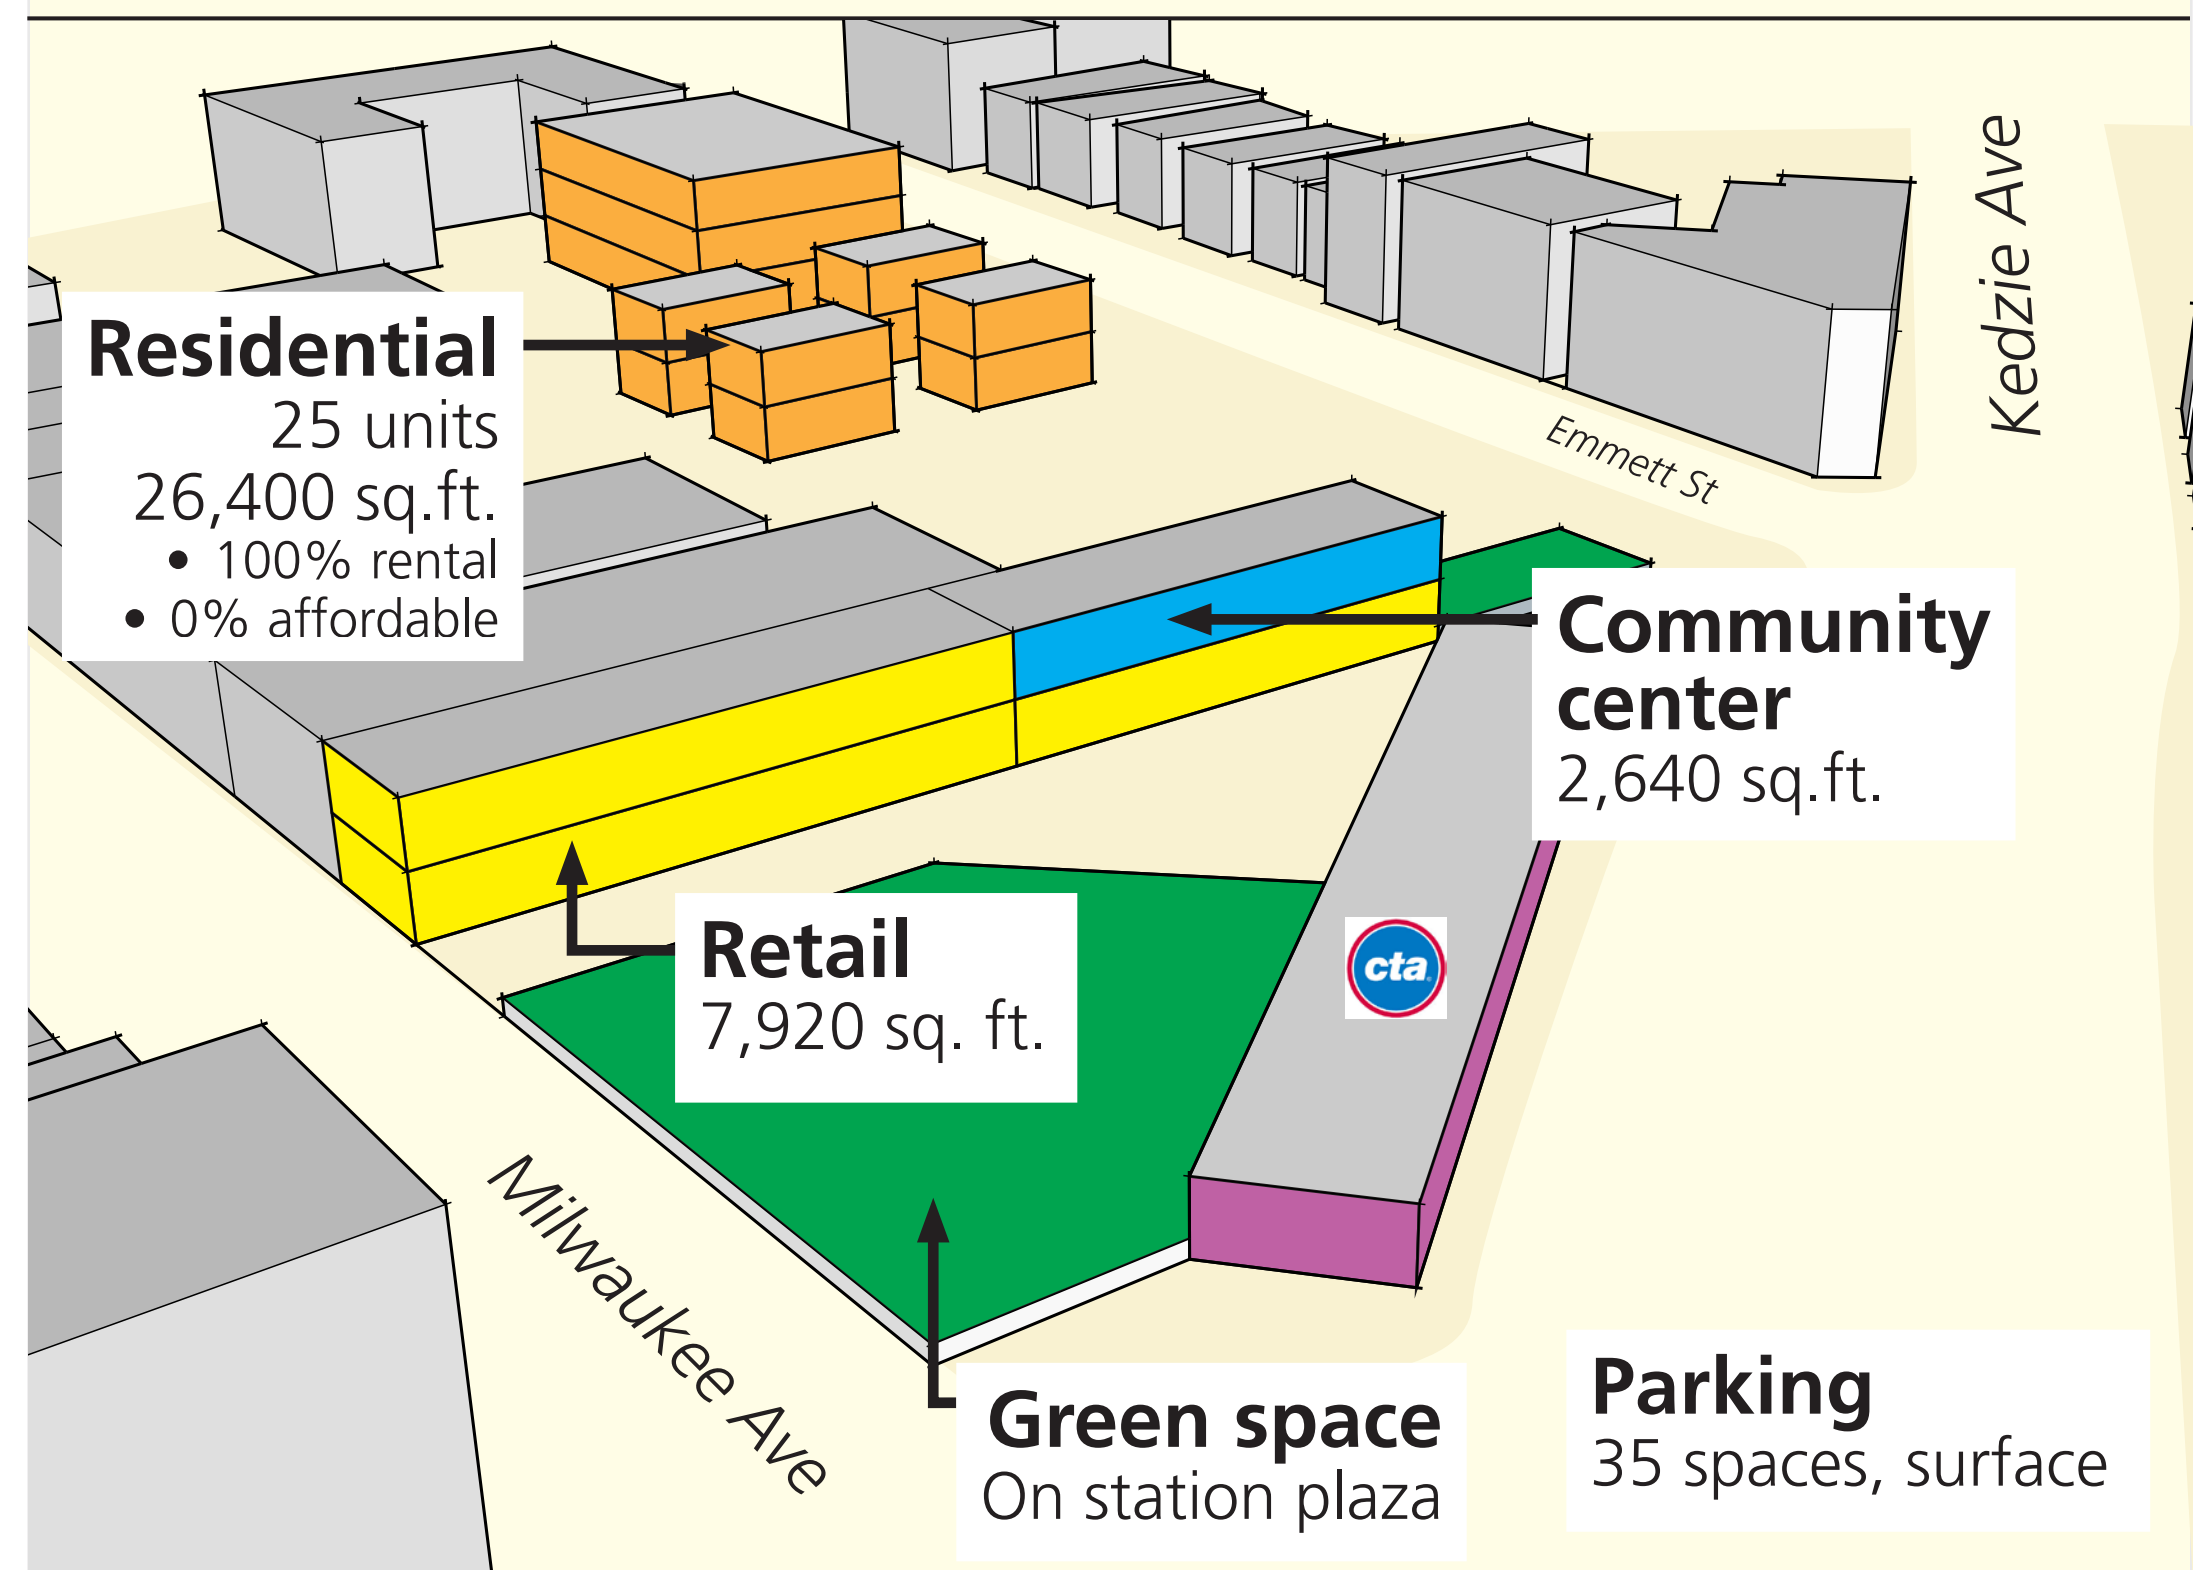 Kedzie Ave
Residential
25 units
26,400 sq.ft.
• 100% rental
• 0% affordable
Emmett St
Community
center
2,640 sq.ft.
Retail
7,920 sq. ft.
cta
Milwaukee Ave
Green space
On station plaza
Parking
35 spaces, surface